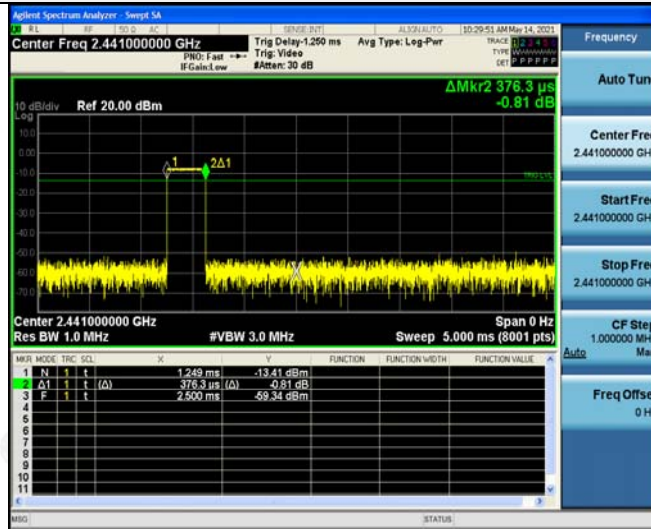 Agilent Spectrum Analyzer - Swept SA
RL RF 50 Ω AC SENSE:INT ALIGN AUTO 10:29:51 AM May 14, 2021
Center Freq 2.441000000 GHz
PNO: Fast
IFGain:Low
Trig Delay-1.250 ms
Trig: Video
#Atten: 30 dB
Avg Type: Log-Pwr
TRACE 1 2 3 4 5 6
TYPE
DET P P P P P P
ΔMkr2 376.3 µs
-0.81 dB
10 dB/div Ref 20.00 dBm
Log
10.0
0.00
-10.0
-20.0
-30.0
-40.0
-50.0
-60.0
-70.0
1
2Δ1
TRIG LVL
Center 2.441000000 GHz Span 0 Hz
Res BW 1.0 MHz #VBW 3.0 MHz Sweep 5.000 ms (8001 pts)
MKR MODE TRC SCL X Y FUNCTION FUNCTION WIDTH FUNCTION VALUE
1 N 1 t 1.249 ms -13.41 dBm
2 Δ1 1 t (Δ) 376.3 µs (Δ) -0.81 dB
3 F 1 t 2.500 ms -59.34 dBm
4
5
6
7
8
9
10
11
MSG STATUS
Frequency
Auto Tun
Center Fre
2.441000000 GH
Start Fre
2.441000000 GH
Stop Fre
2.441000000 GH
CF Ste
1.000000 MH
Auto Ma
Freq Offse
0 H